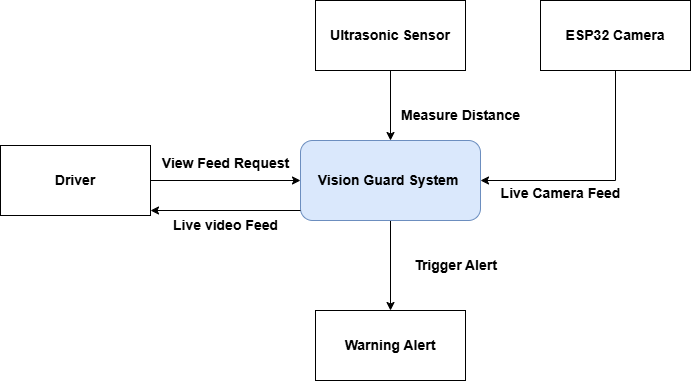 Ultrasonic Sensor
ESP32 Camera
Measure Distance
View Feed Request
Driver
Vision Guard System
Live Camera Feed
Live video Feed
Trigger Alert
Warning Alert